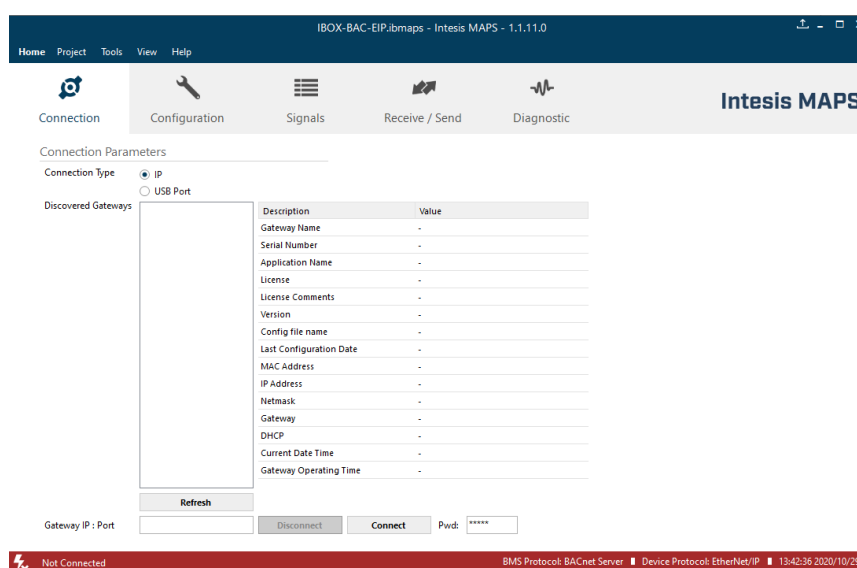 IBOX-BAC-EIP.ibmaps - Intesis MAPS - 1.1.11.0
Home Project Tools View Help
Connection Configuration Signals Receive / Send Diagnostic
Intesis MAPS
Connection Parameters
Connection Type IP
USB Port
Discovered Gateways
Description Value
Gateway Name -
Serial Number -
Application Name -
License -
License Comments -
Version -
Config file name -
Last Configuration Date -
MAC Address -
IP Address -
Netmask -
Gateway -
DHCP -
Current Date Time -
Gateway Operating Time -
Refresh
Gateway IP : Port Disconnect Connect Pwd: *****
Not Connected BMS Protocol: BACnet Server Device Protocol: EtherNet/IP 13:42:36